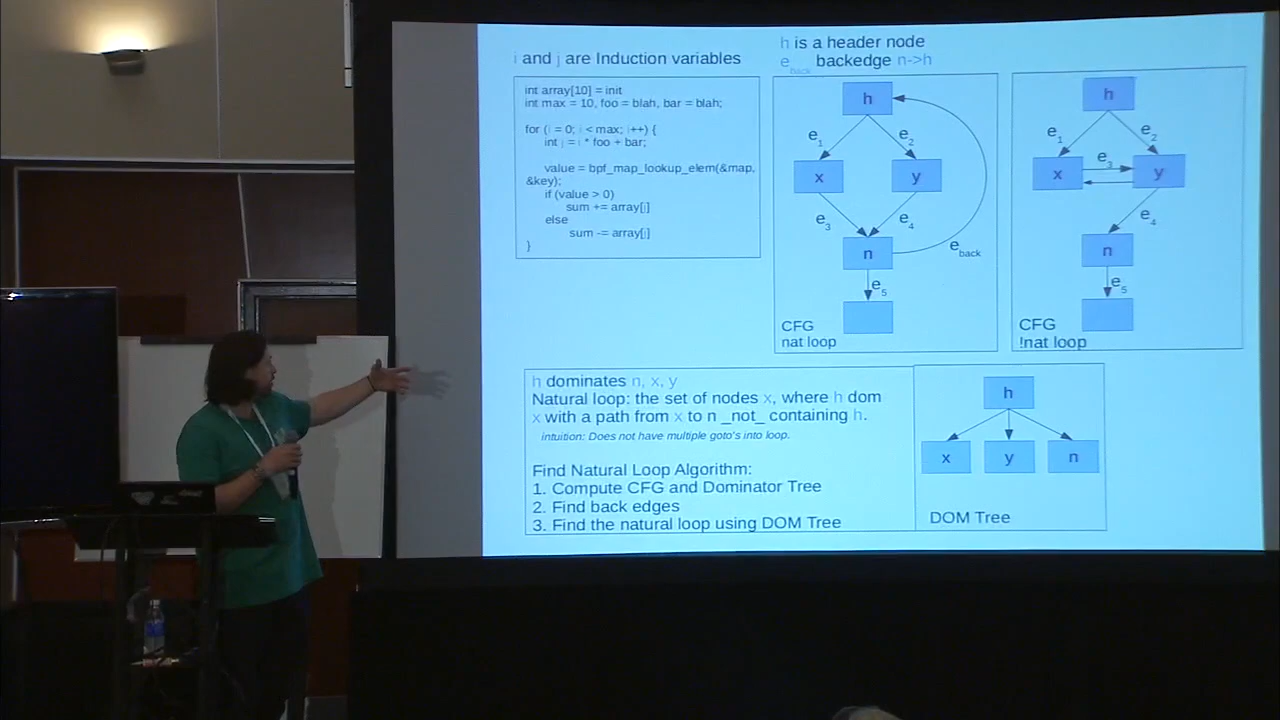 i and j are Induction variables
int array[10] = init
int max = 10, foo = blah, bar = blah;
for (i = 0; i < max; i++) {
int j = i * foo + bar;
value = bpf_map_lookup_elem(&map,
&key);
if (value > 0)
sum += array[j]
else
sum -= array[j]
}
h is a header node
e_back backedge n->h
h
e1
e2
x
y
e3
e4
n
e_back
e5
CFG
nat loop
h
e1
e2
x
e3
y
e4
n
e5
CFG
!nat loop
h dominates n, x, y
Natural loop: the set of nodes x, where h dom
x with a path from x to n _not_ containing h.
intuition: Does not have multiple goto's into loop.
Find Natural Loop Algorithm:
1. Compute CFG and Dominator Tree
2. Find back edges
3. Find the natural loop using DOM Tree
h
x
y
n
DOM Tree